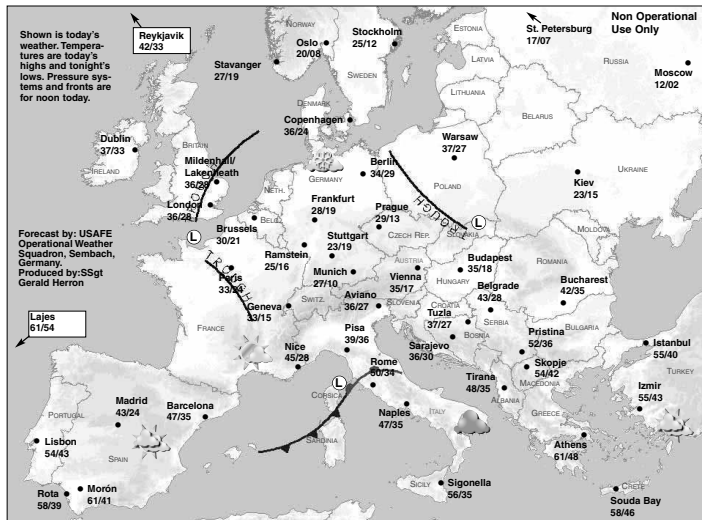 Shown is today's
weather. Tempera-
tures are today's
highs and tonight's
lows. Pressure sys-
tems and fronts are
for noon today.
Reykjavik
42/33
NORWAY
Oslo
20/08
Stockholm
25/12
Stavanger
27/19
SWEDEN
ESTONIA
St. Petersburg
17/07
Non Operational
Use Only
LATVIA
RUSSIA
Moscow
12/02
LITHUANIA
DENMARK
Copenhagen
36/24
BELARUS
Dublin
37/33
IRELAND
BRITAIN
Mildenhall/
Lakenheath
36/28
London
36/28
L
NETH.
Berlin
34/29
GERMANY
Warsaw
37/27
POLAND
TROUGH
L
UKRAINE
Kiev
23/15
Brussels
30/21
BELG.
Frankfurt
28/19
Prague
29/13
CZECH REP.
SLOVAKIA
Forecast by: USAFE
Operational Weather
Squadron, Sembach,
Germany.
Produced by:SSgt
Gerald Herron
Ramstein
25/16
Stuttgart
23/19
Munich
27/10
AUSTRIA
Vienna
35/17
Budapest
35/18
HUNGARY
MOLDOVA
ROMANIA
TROUGH
Paris
33/24
Lajes
61/54
FRANCE
Geneva
33/15
SWITZ.
Aviano
36/27
SLOVENIA
CROATIA
Belgrade
43/28
Bucharest
42/35
Tuzla
37/27
BOSNIA
SERBIA
BULGARIA
Nice
45/28
Pisa
39/36
Sarajevo
36/30
Pristina
52/36
Skopje
54/42
MACEDONIA
Istanbul
55/40
TURKEY
L
CORSICA
Rome
50/34
Tirana
48/35
ALBANIA
Izmir
55/43
PORTUGAL
Madrid
43/24
Barcelona
47/35
Naples
47/35
ITALY
SARDINIA
GREECE
Lisbon
54/43
SPAIN
Athens
61/48
Rota
58/39
Morón
61/41
SICILY
Sigonella
56/35
CRETE
Souda Bay
58/46